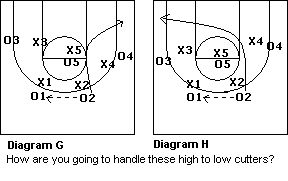 O3 X3 X5 O5 X4 O4
X1 X2
O1 O2
O3 X3 X5 O5 X4 O4
X1 X2
O1 O2
Diagram G
Diagram H
How are you going to handle these high to low cutters?